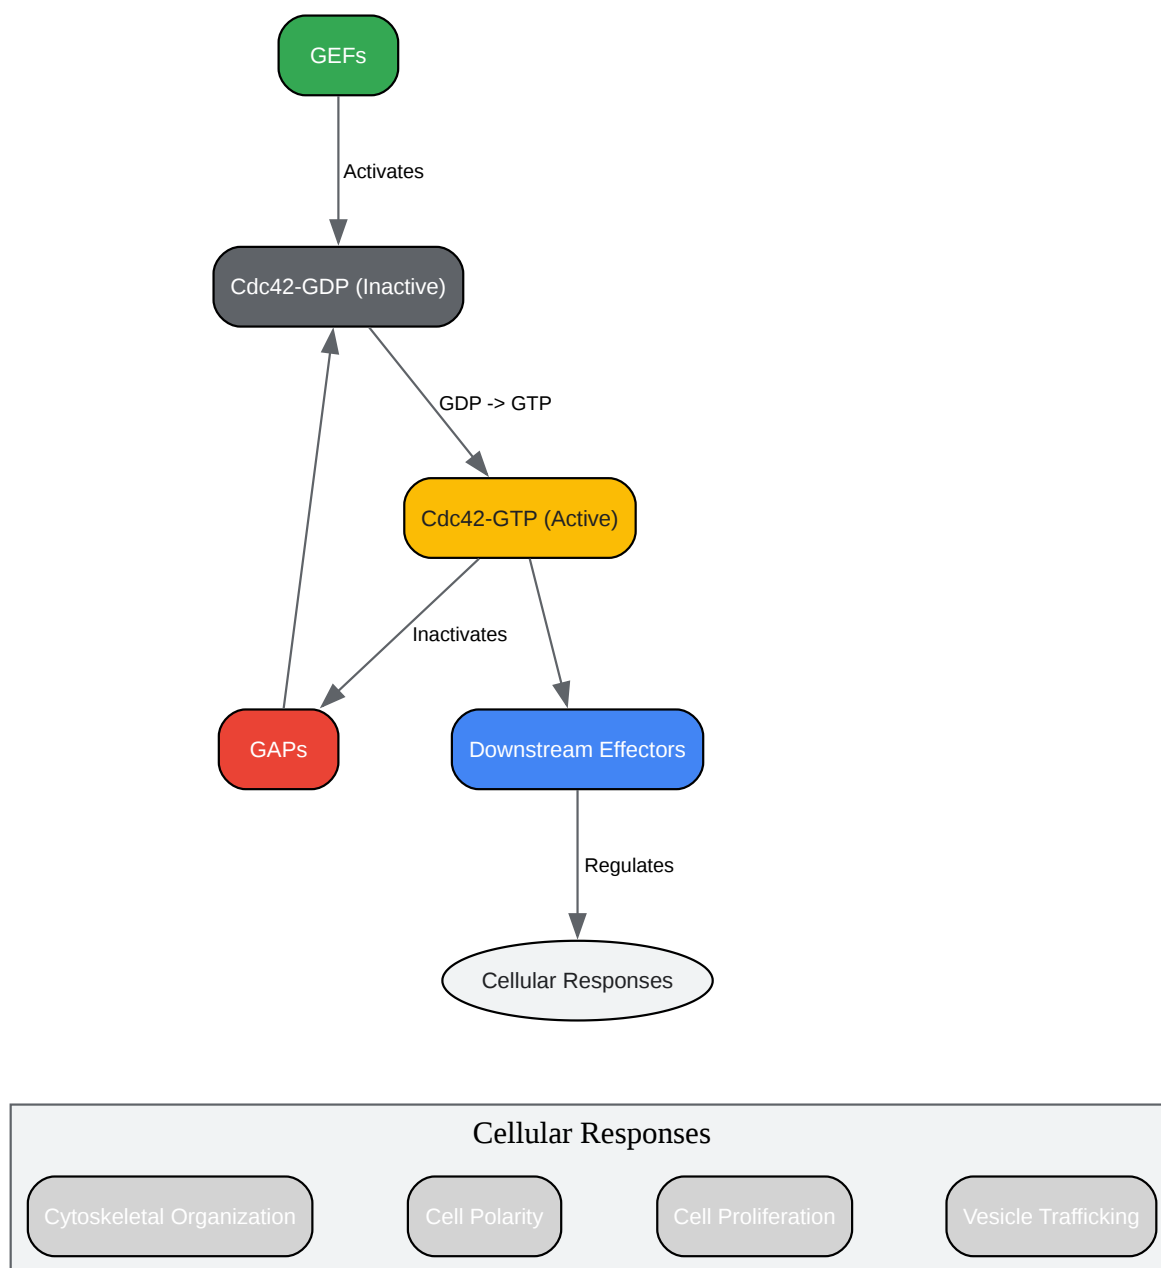 GEFs
Activates
Cdc42-GDP (Inactive)
GDP -> GTP
Cdc42-GTP (Active)
Inactivates
GAPs
Downstream Effectors
Regulates
Cellular Responses
Cellular Responses
Cytoskeletal Organization
Cell Polarity
Cell Proliferation
Vesicle Trafficking